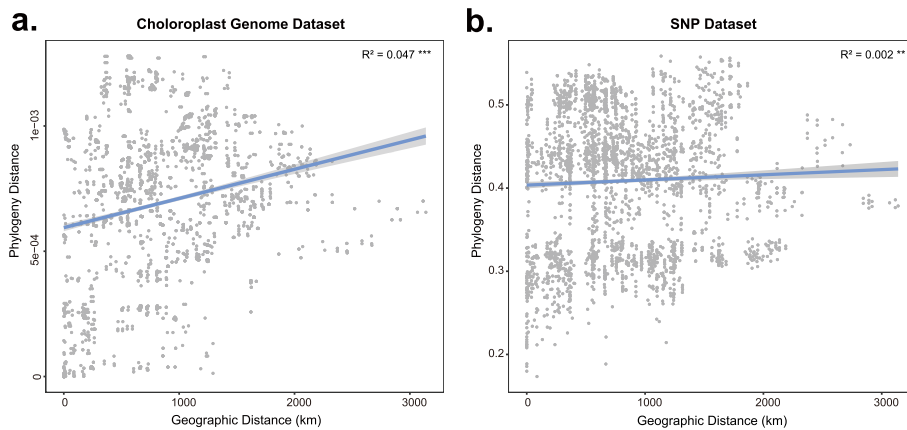 a.
Choloroplast Genome Dataset
R² = 0.047 ***
Phylogeny Distance
1e−03
5e−04
0
0 1000 2000 3000
Geographic Distance (km)
b.
SNP Dataset
R² = 0.002 **
Phylogeny Distance
0.5
0.4
0.3
0.2
0 1000 2000 3000
Geographic Distance (km)